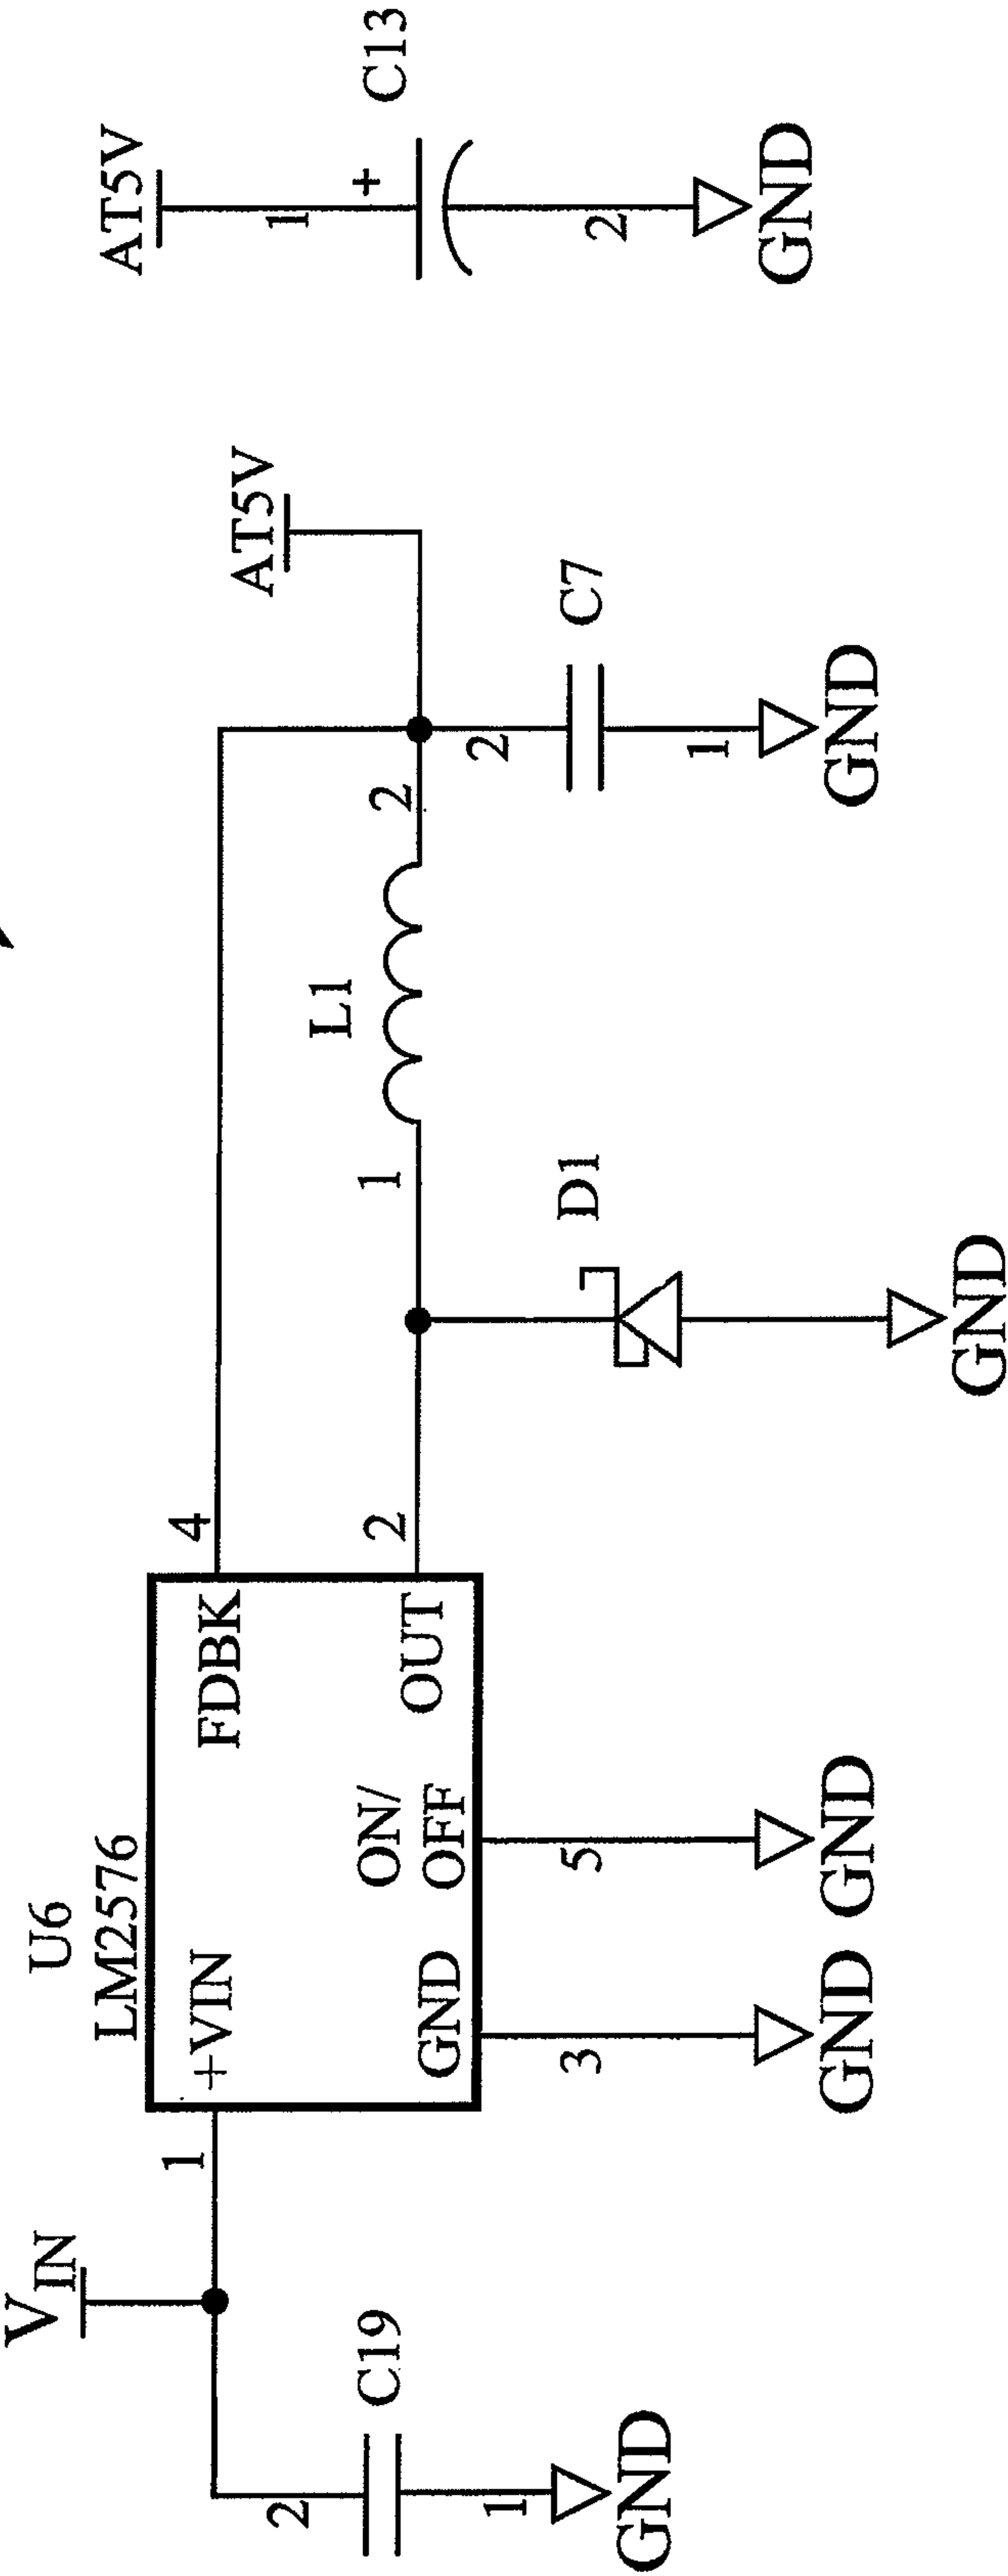 U6
LM2576
V IN
1
+VIN
FDBK
4
ON/
OFF
OUT
2
GND
3
5
GND
GND
2
C19
1
GND
1
L1
2
D1
GND
AT5V
2
C7
1
GND
AT5V
1
+
C13
2
GND